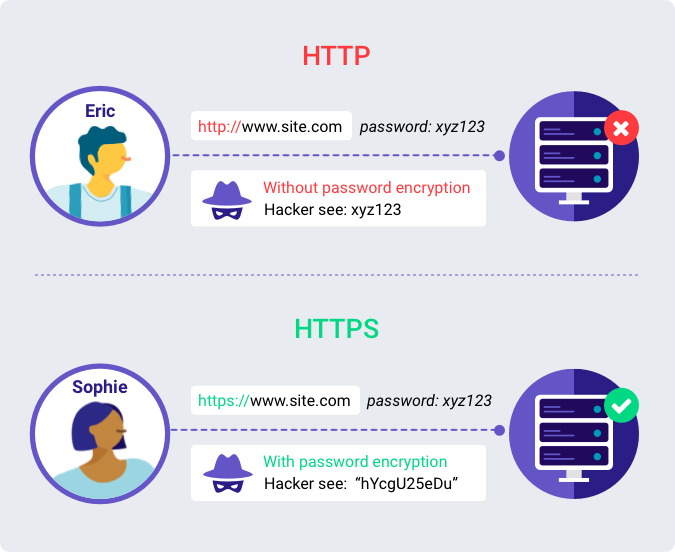 HTTP
Eric
http://www.site.com password: xyz123
Without password encryption
Hacker see: xyz123
HTTPS
Sophie
https://www.site.com password: xyz123
With password encryption
Hacker see: “hYcgU25eDu”